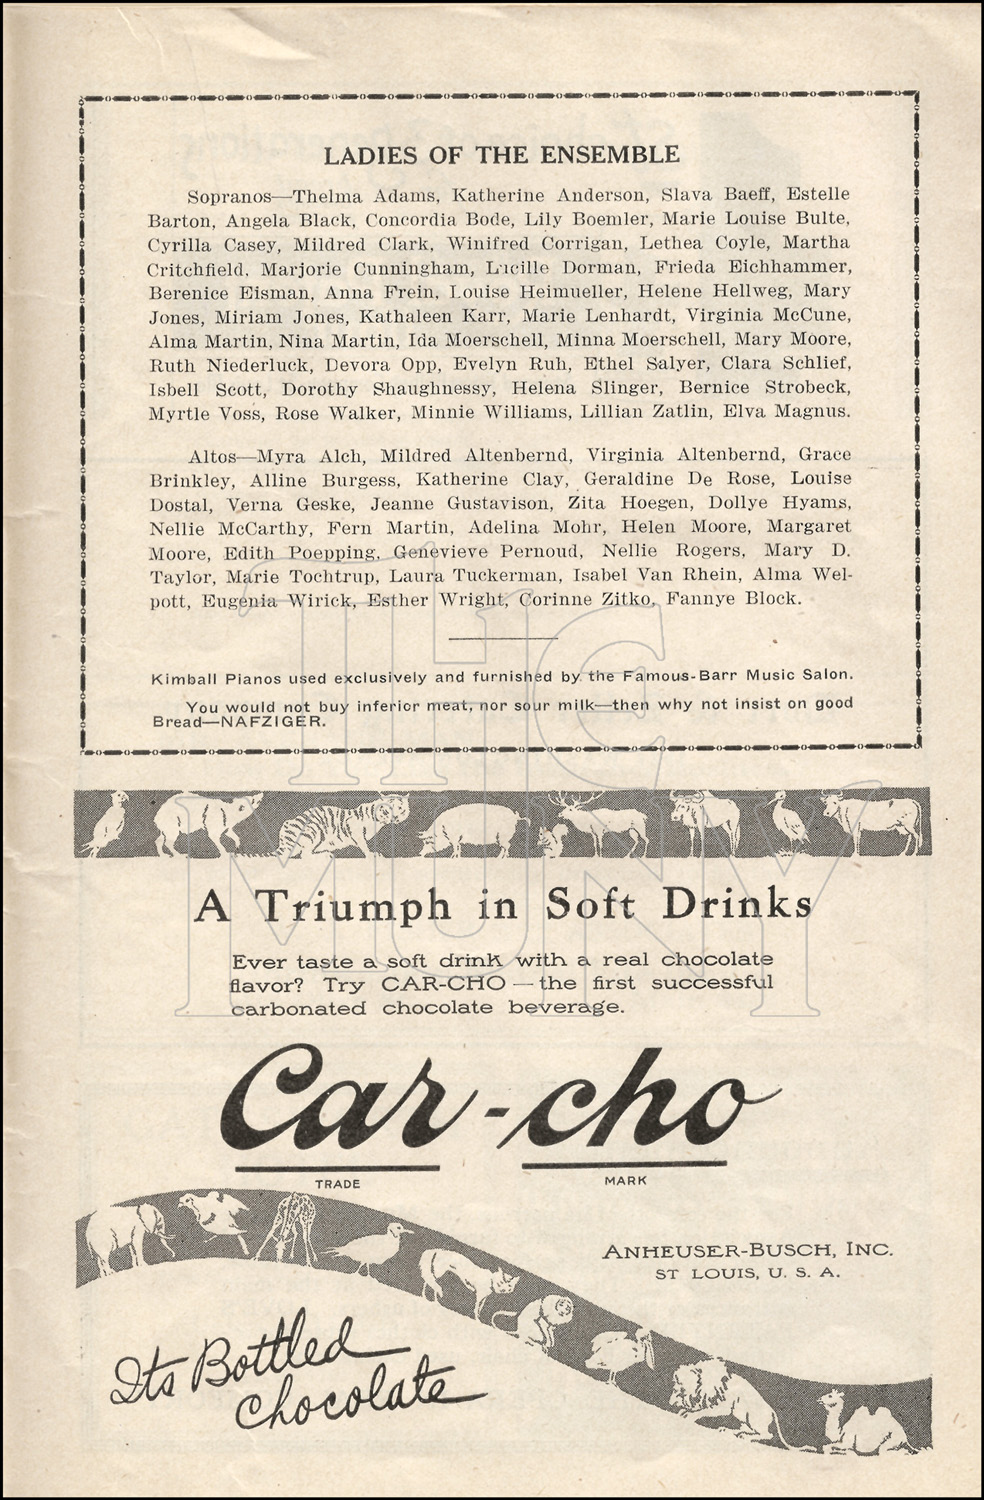 LADIES OF THE ENSEMBLE
Sopranos—Thelma Adams, Katherine Anderson, Slava Baeff, Estelle
Barton, Angela Black, Concordia Bode, Lily Boemler, Marie Louise Bulte,
Cyrilla Casey, Mildred Clark, Winifred Corrigan, Lethea Coyle, Martha
Critchfield, Marjorie Cunningham, Lucille Dorman, Frieda Eichhammer,
Berenice Eisman, Anna Frein, Louise Heimueller, Helene Hellweg, Mary
Jones, Miriam Jones, Kathaleen Karr, Marie Lenhardt, Virginia McCune,
Alma Martin, Nina Martin, Ida Moerschell, Minna Moerschell, Mary Moore,
Ruth Niederluck, Devora Opp, Evelyn Ruh, Ethel Salyer, Clara Schlief,
Isbell Scott, Dorothy Shaughnessy, Helena Slinger, Bernice Strobeck,
Myrtle Voss, Rose Walker, Minnie Williams, Lillian Zatlin, Elva Magnus.
Altos—Myra Alch, Mildred Altenbernd, Virginia Altenbernd, Grace
Brinkley, Alline Burgess, Katherine Clay, Geraldine De Rose, Louise
Dostal, Verna Geske, Jeanne Gustavison, Zita Hoegen, Dollye Hyams,
Nellie McCarthy, Fern Martin, Adelina Mohr, Helen Moore, Margaret
Moore, Edith Poepping, Genevieve Pernoud, Nellie Rogers, Mary D.
Taylor, Marie Tochtrup, Laura Tuckerman, Isabel Van Rhein, Alma Wel-
pott, Eugenia Wirick, Esther Wright, Corinne Zitko, Fannye Block.
Kimball Pianos used exclusively and furnished by the Famous-Barr Music Salon.
You would not buy inferior meat, nor sour milk—then why not insist on good
Bread—NAFZIGER.
THE
MUNY
A Triumph in Soft Drinks
Ever taste a soft drink with a real chocolate
flavor? Try CAR-CHO — the first successful
carbonated chocolate beverage.
Car-cho
TRADE MARK
ANHEUSER-BUSCH, INC.
ST LOUIS, U. S. A.
Its Bottled
Chocolate